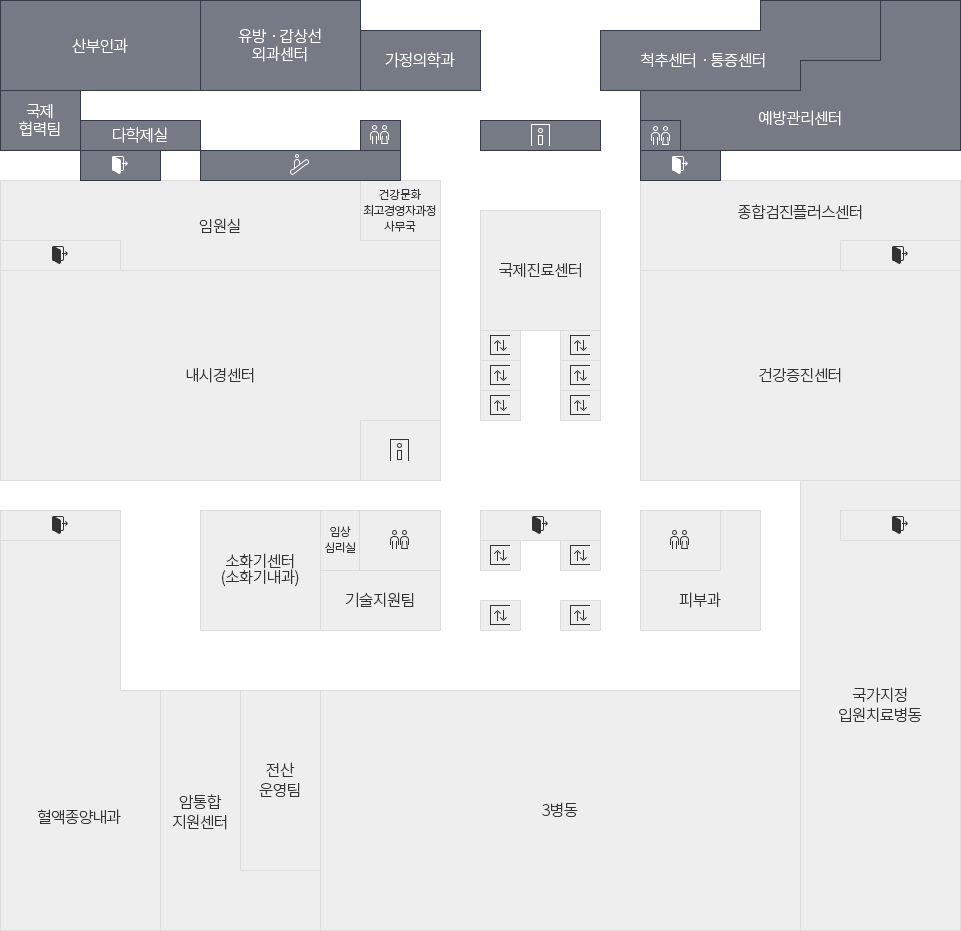 산부인과
유방 · 갑상선
외과센터
가정의학과
척추센터 · 통증센터
국제
협력팀
다학제실
예방관리센터
임원실
건강문화
최고경영자과정
사무국
종합검진플러스센터
국제진료센터
내시경센터
건강증진센터
소화기센터
(소화기내과)
임상
심리실
기술지원팀
피부과
국가지정
입원치료병동
혈액종양내과
암통합
지원센터
전산
운영팀
3병동